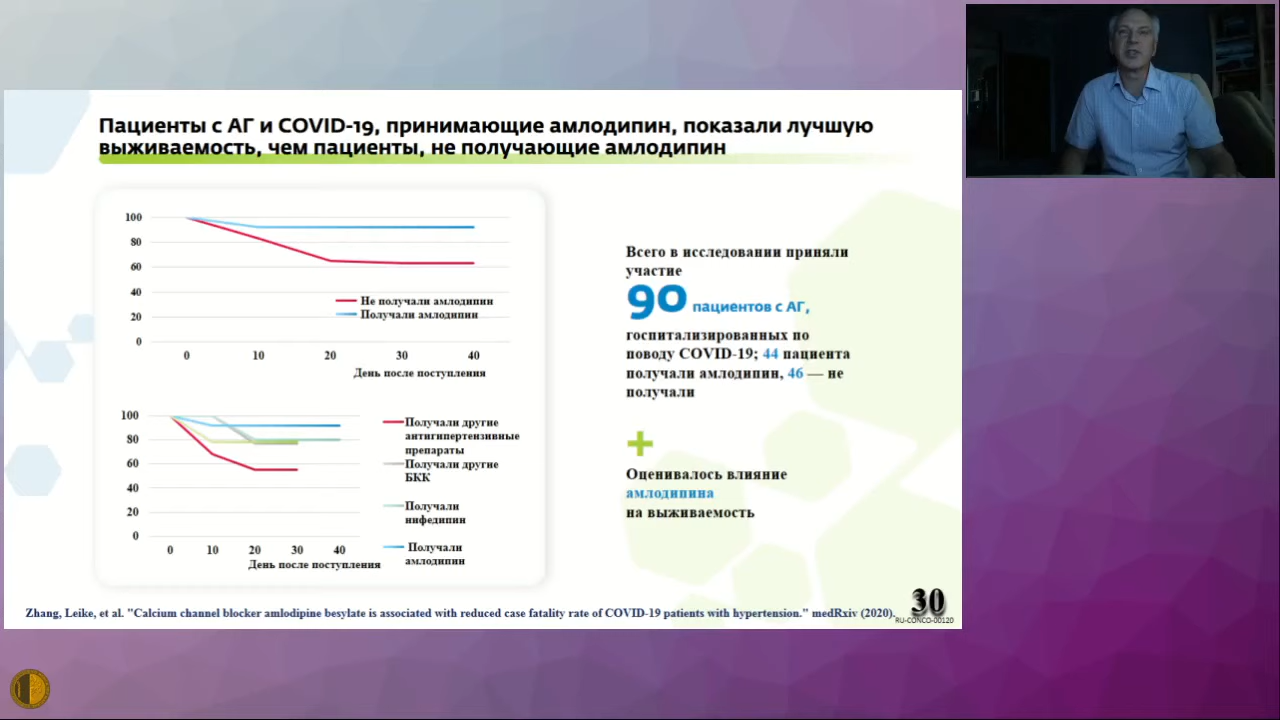 Пациенты с АГ и COVID-19, принимающие амлодипин, показали лучшую
выживаемость, чем пациенты, не получающие амлодипин
100
80
60
40
20
0
Не получали амлодипин
Получали амлодипин
0 10 20 30 40
День после поступления
100
80
60
40
20
0
0 10 20 30 40
День после поступления
Получали другие
антигипертензивные
препараты
Получали другие
БКК
Получали
нифедипин
Получали
амлодипин
Всего в исследовании приняли
участие
90 пациентов с АГ,
госпитализированных по
поводу COVID-19; 44 пациента
получали амлодипин, 46 — не
получали
+
Оценивалось влияние
амлодипина
на выживаемость
Zhang, Leike, et al. "Calcium channel blocker amlodipine besylate is associated with reduced case fatality rate of COVID-19 patients with hypertension." medRxiv (2020).
30
RU-CONCO-00120